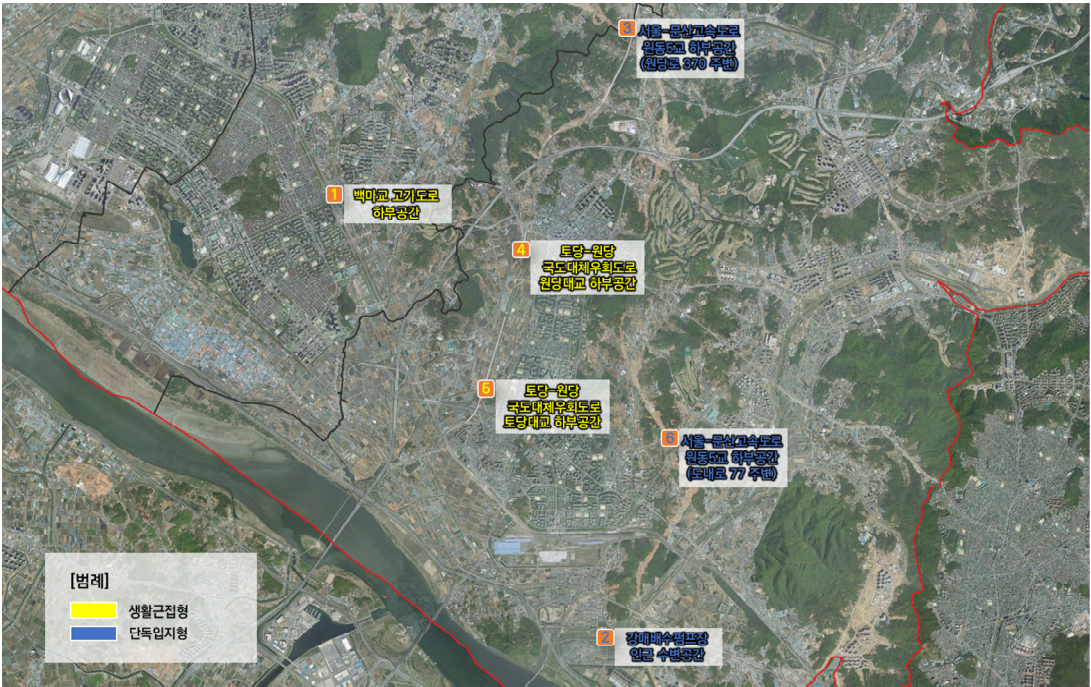 3
서울-문산고속도로
원동5교 하부공간
(원당로 370 주변)
1
백마교 고가도로
하부공간
4
토당-원당
국도대체우회도로
원당대교 하부공간
5
토당-원당
국도대체우회도로
토당대교 하부공간
6
서울-문산고속도로
원동5교 하부공간
(도내로 77 주변)
[범례]
생활근접형
단독입지형
2
강매배수펌프장
인근 수변공간